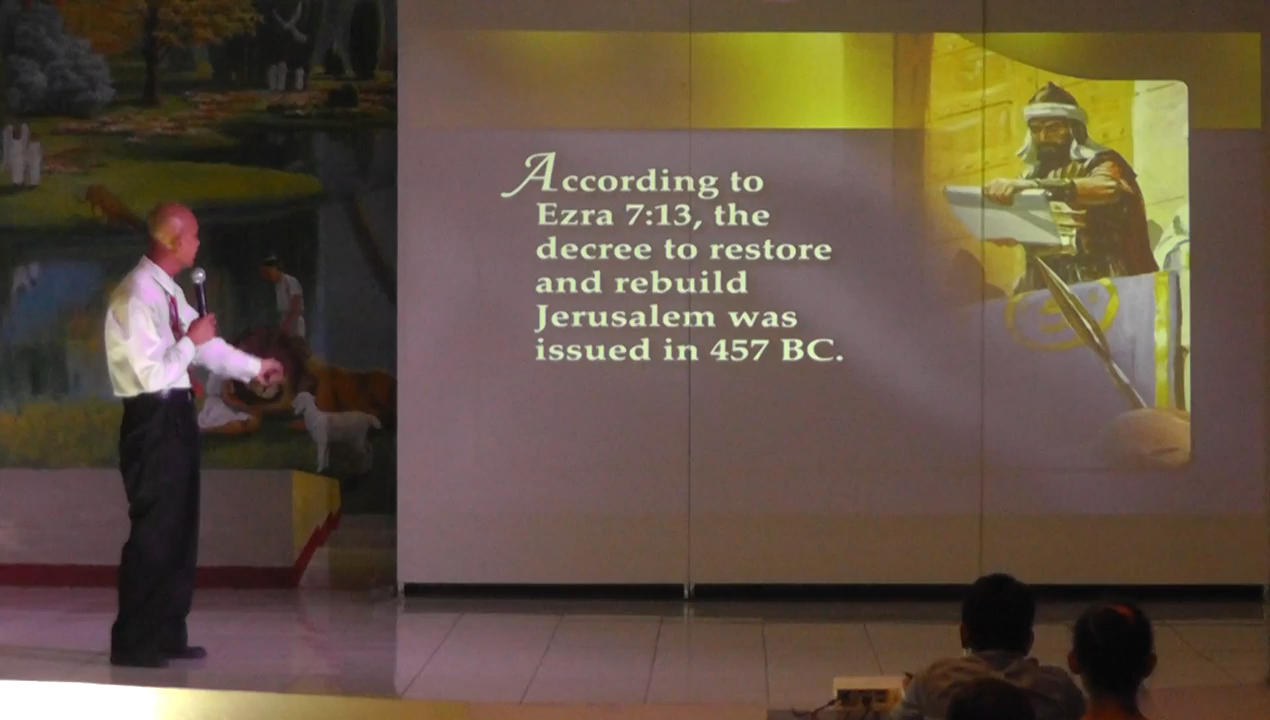 According to
Ezra 7:13, the
decree to restore
and rebuild
Jerusalem was
issued in 457 BC.